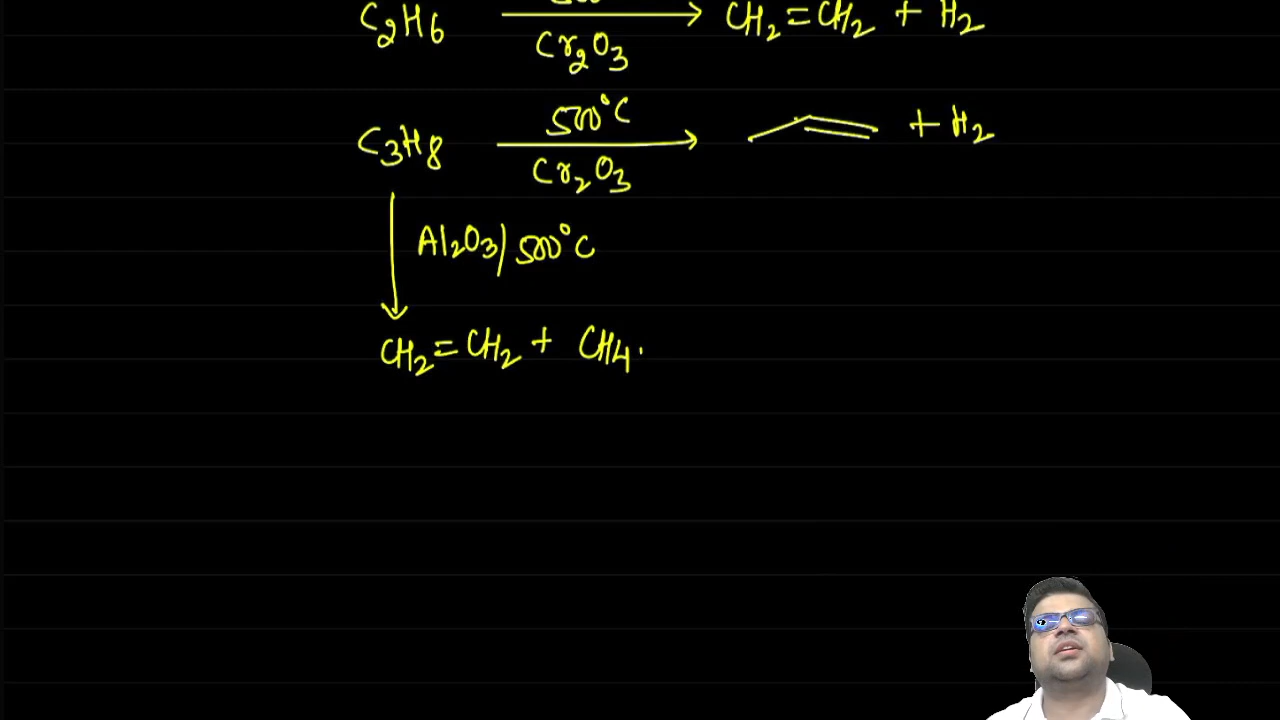 C2H6 → CH2=CH2 + H2
Cr2O3
500°C
C3H8 → + H2
Cr2O3
Al2O3/500°C
CH2=CH2 + CH4.